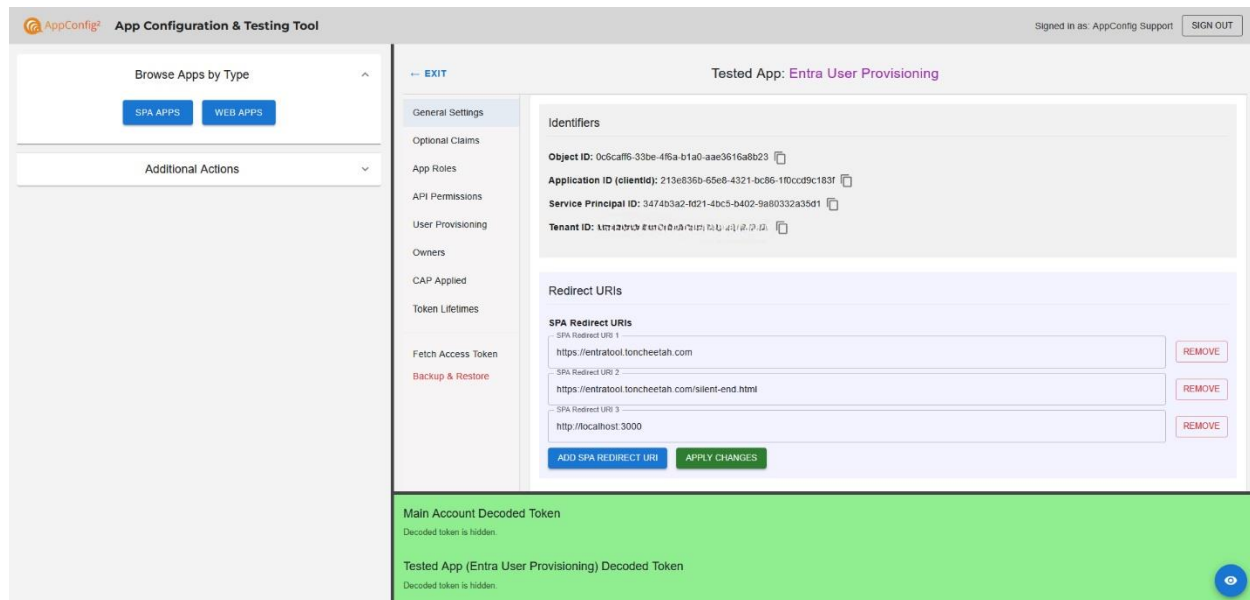 AppConfig² App Configuration & Testing Tool
Signed in as: AppConfig Support SIGN OUT
Browse Apps by Type
SPA APPS WEB APPS
Additional Actions
← EXIT
Tested App: Entra User Provisioning
General Settings
Optional Claims
App Roles
API Permissions
User Provisioning
Owners
CAP Applied
Token Lifetimes
Fetch Access Token
Backup & Restore
Identifiers
Object ID: 0c6caff6-33be-4f6a-b1a0-aae3616a8b23
Application ID (clientId): 213e836b-65e8-4321-bc86-1f0ccd9c183f
Service Principal ID: 3474b3a2-fd21-4bc5-b402-9a80332a35d1
Tenant ID:
Redirect URIs
SPA Redirect URIs
SPA Redirect URI 1
https://entratool.toncheetah.com
REMOVE
SPA Redirect URI 2
https://entratool.toncheetah.com/silent-end.html
REMOVE
SPA Redirect URI 3
http://localhost:3000
REMOVE
ADD SPA REDIRECT URI APPLY CHANGES
Main Account Decoded Token
Decoded token is hidden.
Tested App (Entra User Provisioning) Decoded Token
Decoded token is hidden.